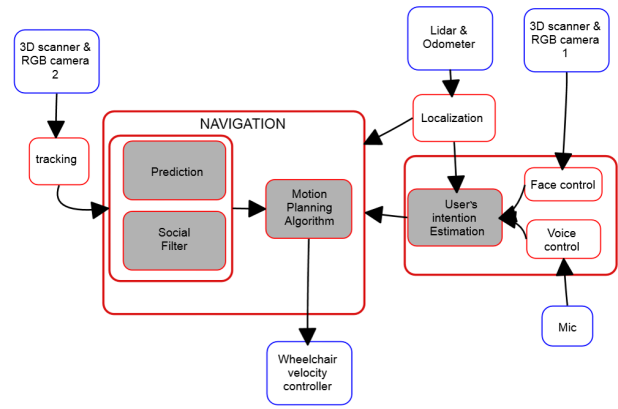 3D scanner &
RGB camera
2
Lidar &
Odometer
3D scanner &
RGB camera
1
NAVIGATION
Localization
tracking
Prediction
Motion
Planning
Algorithm
Social
Filter
User's
intention
Estimation
Face control
Voice
control
Mic
Wheelchair
velocity
controller